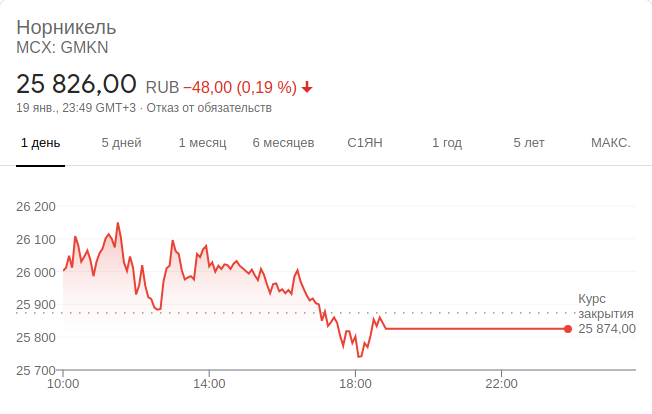 Норникель
MCX: GMKN
25 826,00 RUB −48,00 (0,19 %)
19 янв., 23:49 GMT+3 · Отказ от обязательств
1 день 5 дней 1 месяц 6 месяцев С1ЯН 1 год 5 лет МАКС.
26 200
26 100
26 000
25 900
25 800
25 700
Курс
закрытия
25 874,00
10:00 14:00 18:00 22:00